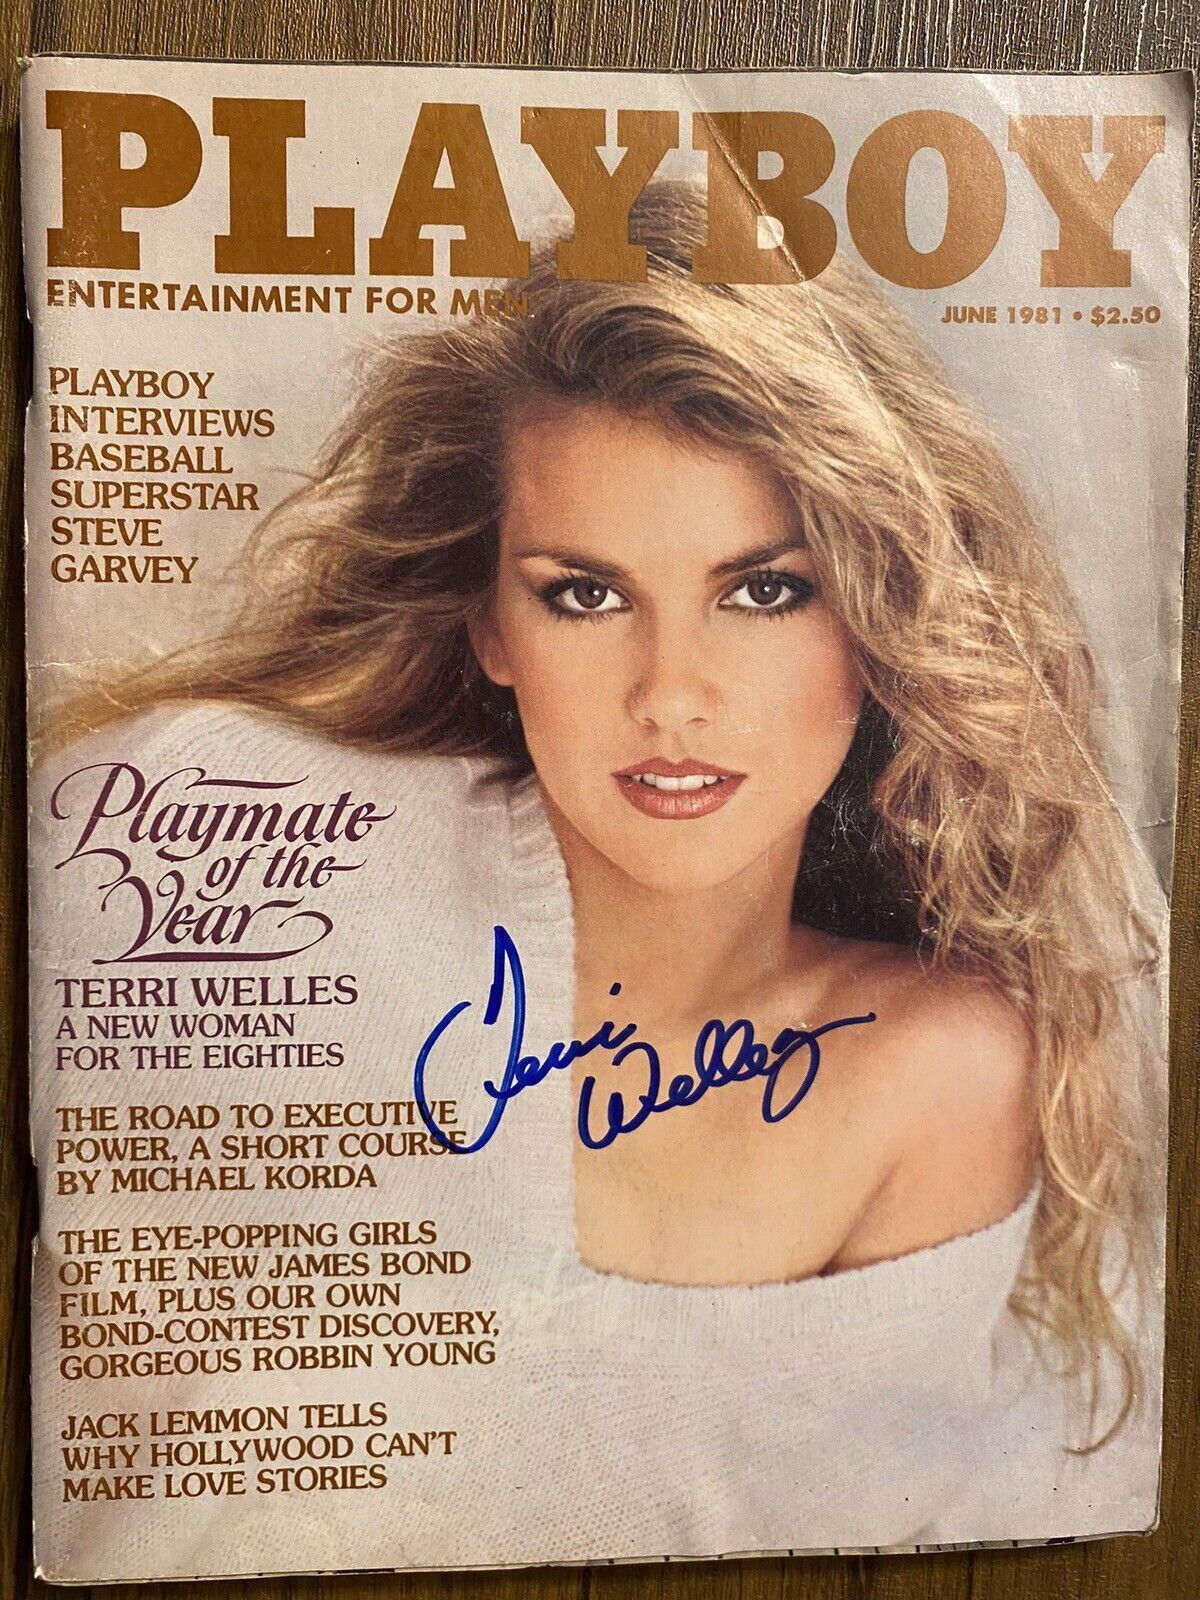 PLAYBOY
ENTERTAINMENT FOR MEN
JUNE 1981 • $2.50
PLAYBOY
INTERVIEWS
BASEBALL
SUPERSTAR
STEVE
GARVEY
Playmate
of the
Year
TERRI WELLES
A NEW WOMAN
FOR THE EIGHTIES
Terri Welles
THE ROAD TO EXECUTIVE
POWER, A SHORT COURSE
BY MICHAEL KORDA
THE EYE-POPPING GIRLS
OF THE NEW JAMES BOND
FILM, PLUS OUR OWN
BOND-CONTEST DISCOVERY,
GORGEOUS ROBBIN YOUNG
JACK LEMMON TELLS
WHY HOLLYWOOD CAN'T
MAKE LOVE STORIES